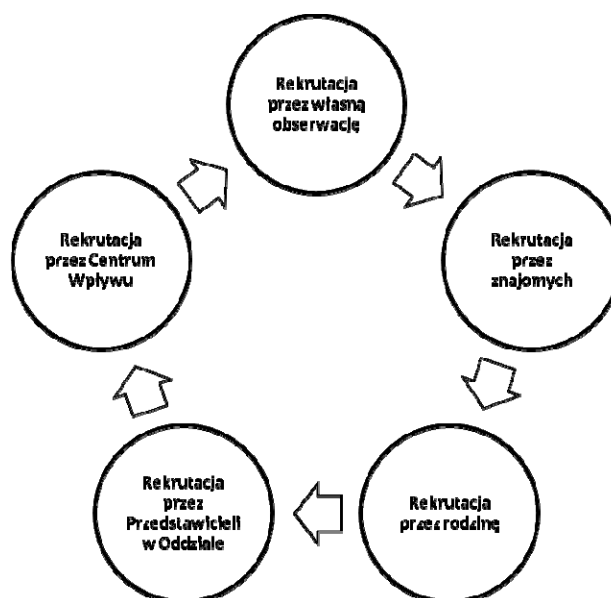 Rekrutacja
przez własną
obserwację
Rekrutacja
przez
znajomych
Rekrutacja
przez rodzinę
Rekrutacja
przez
Przedstawicieli
w Oddziale
Rekrutacja
przez Centrum
Wpływu